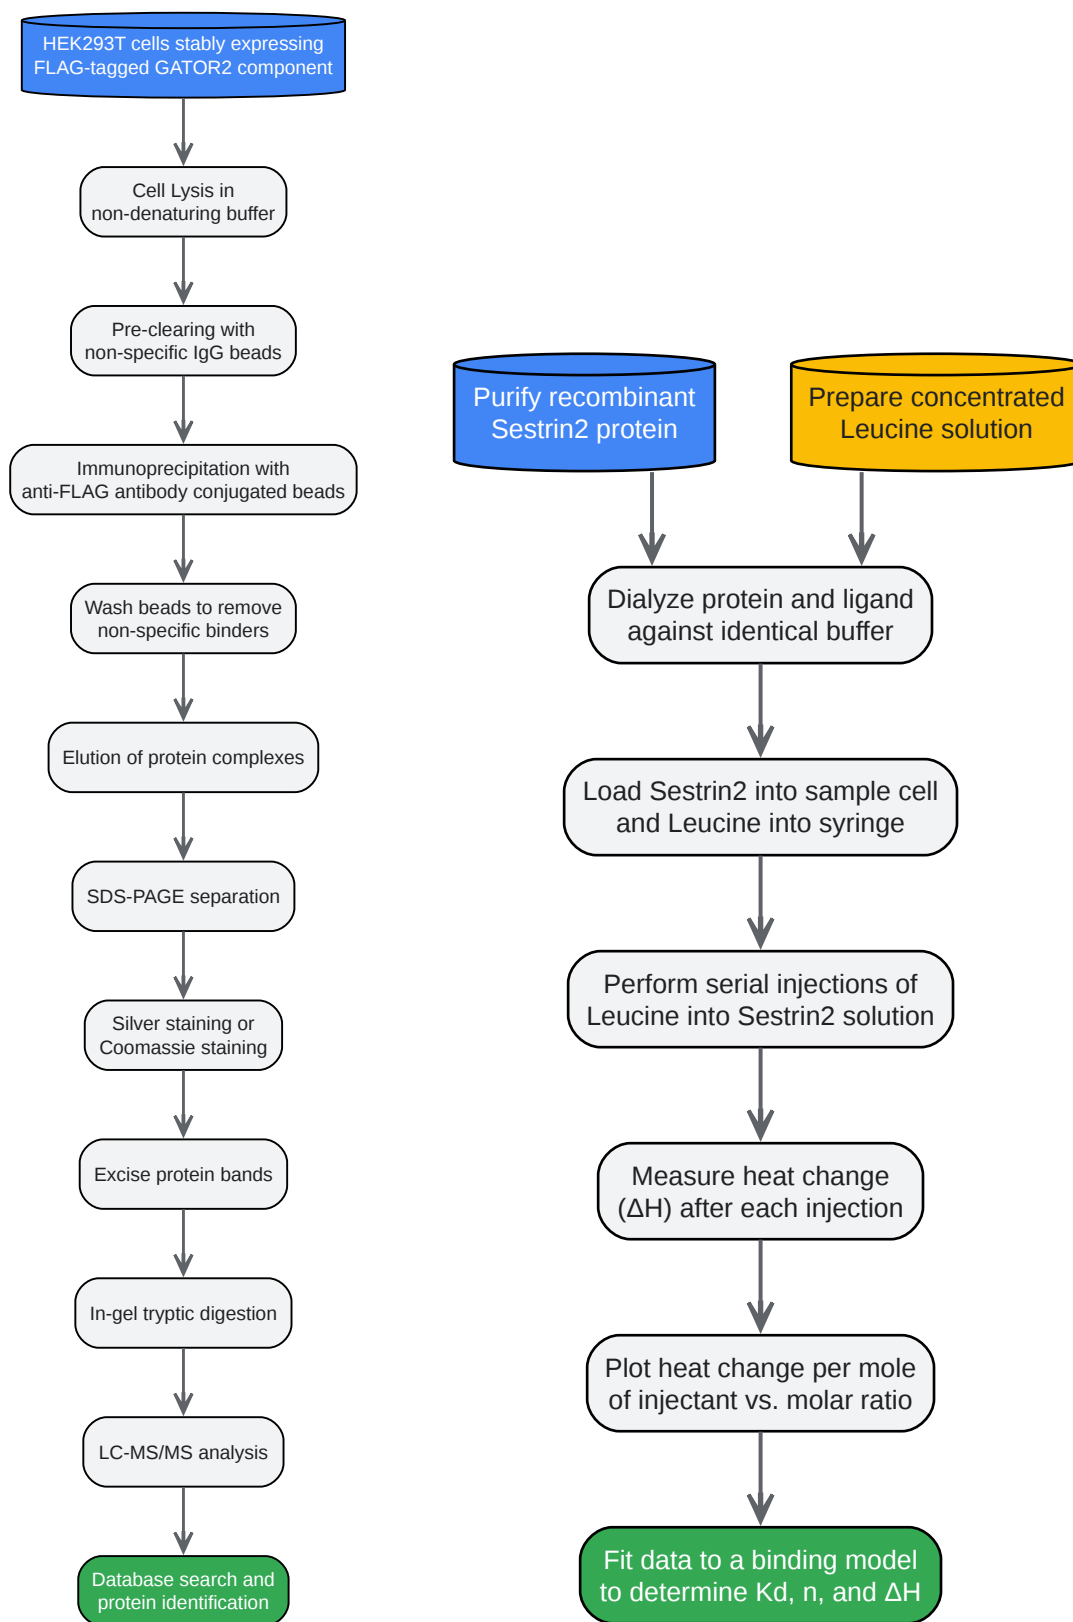 HEK293T cells stably expressing
FLAG-tagged GATOR2 component
Cell Lysis in
non-denaturing buffer
Pre-clearing with
non-specific IgG beads
Immunoprecipitation with
anti-FLAG antibody conjugated beads
Wash beads to remove
non-specific binders
Elution of protein complexes
SDS-PAGE separation
Silver staining or
Coomassie staining
Excise protein bands
In-gel tryptic digestion
LC-MS/MS analysis
Database search and
protein identification
Purify recombinant
Sestrin2 protein
Prepare concentrated
Leucine solution
Dialyze protein and ligand
against identical buffer
Load Sestrin2 into sample cell
and Leucine into syringe
Perform serial injections of
Leucine into Sestrin2 solution
Measure heat change
(ΔH) after each injection
Plot heat change per mole
of injectant vs. molar ratio
Fit data to a binding model
to determine Kd, n, and ΔH